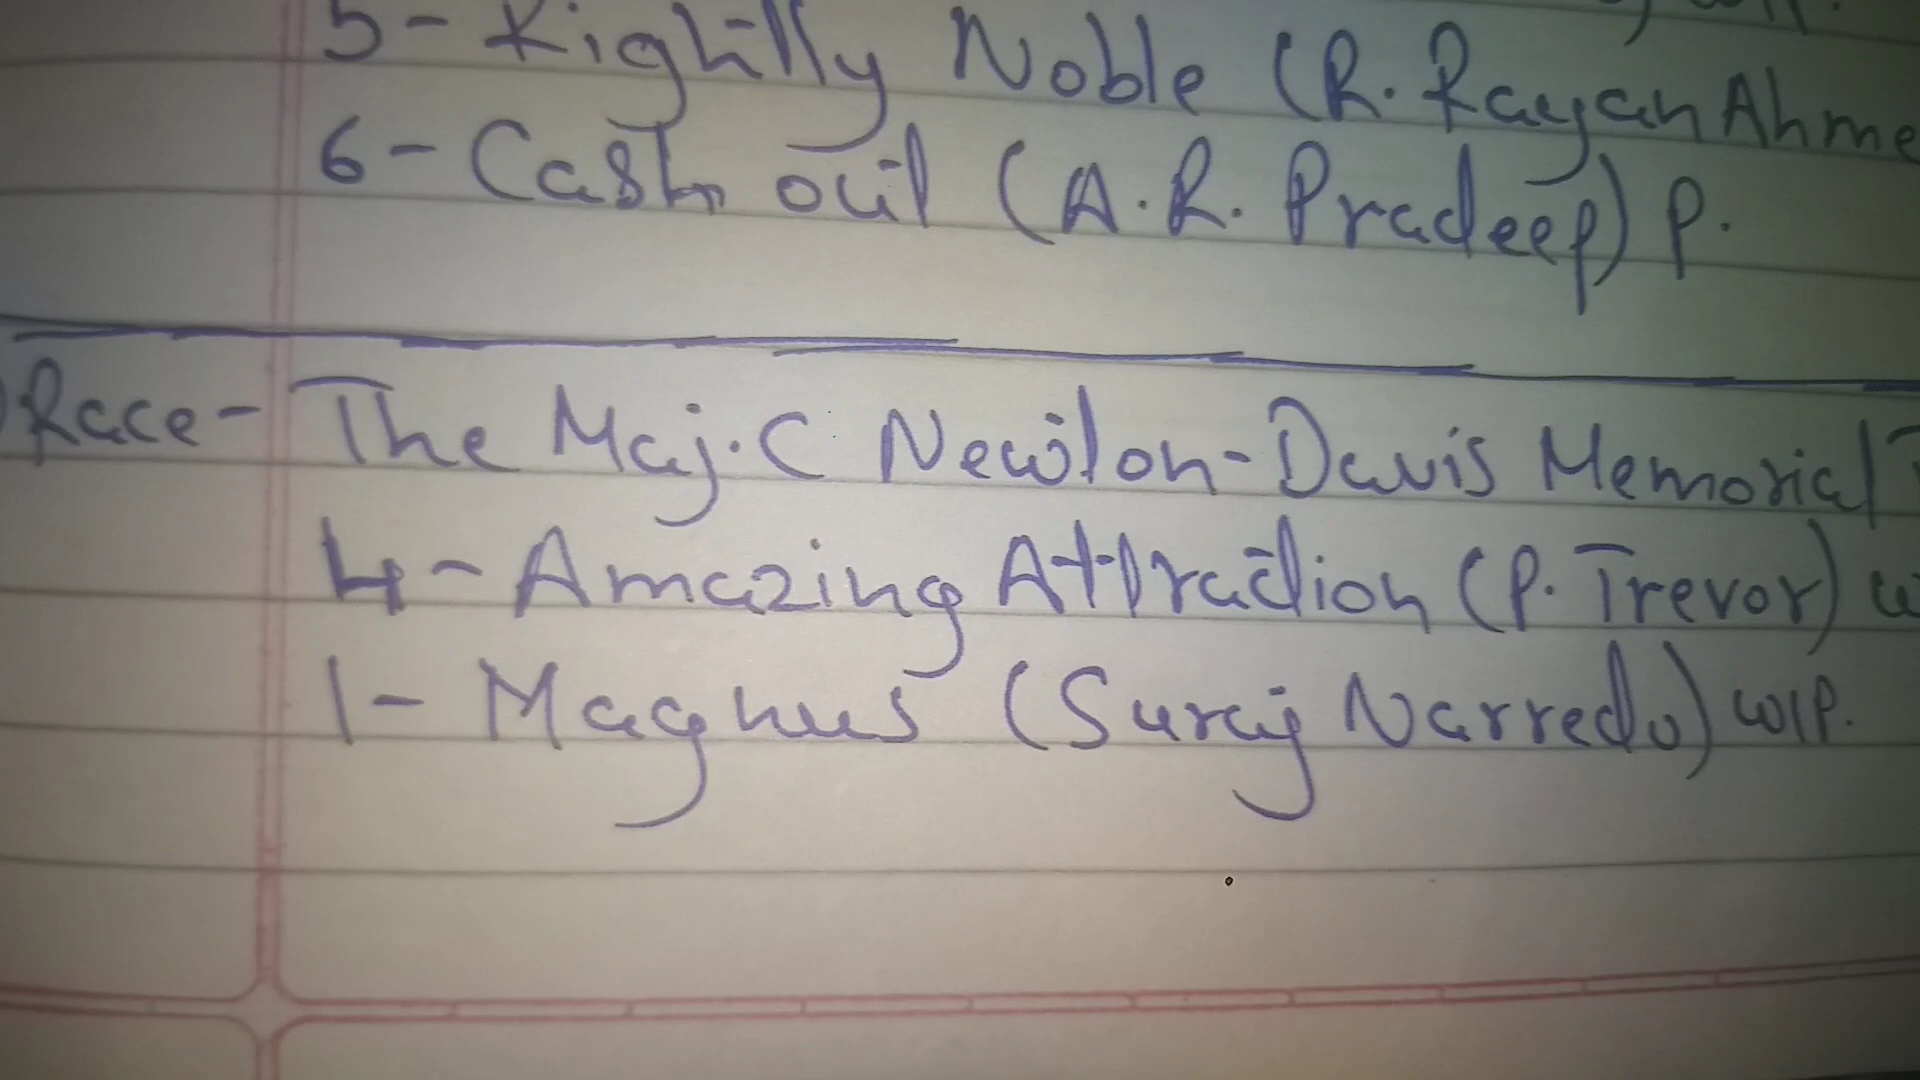 5- Rightly Noble (R. Rayan Ahme
6- Cash out (A.R. Pradeep) P.
Race- The Maj. C Newton-Davis Memorial T
4- Amazing Attraction (P. Trevor) w
1- Magnus (Suraj Narredu) W/P.